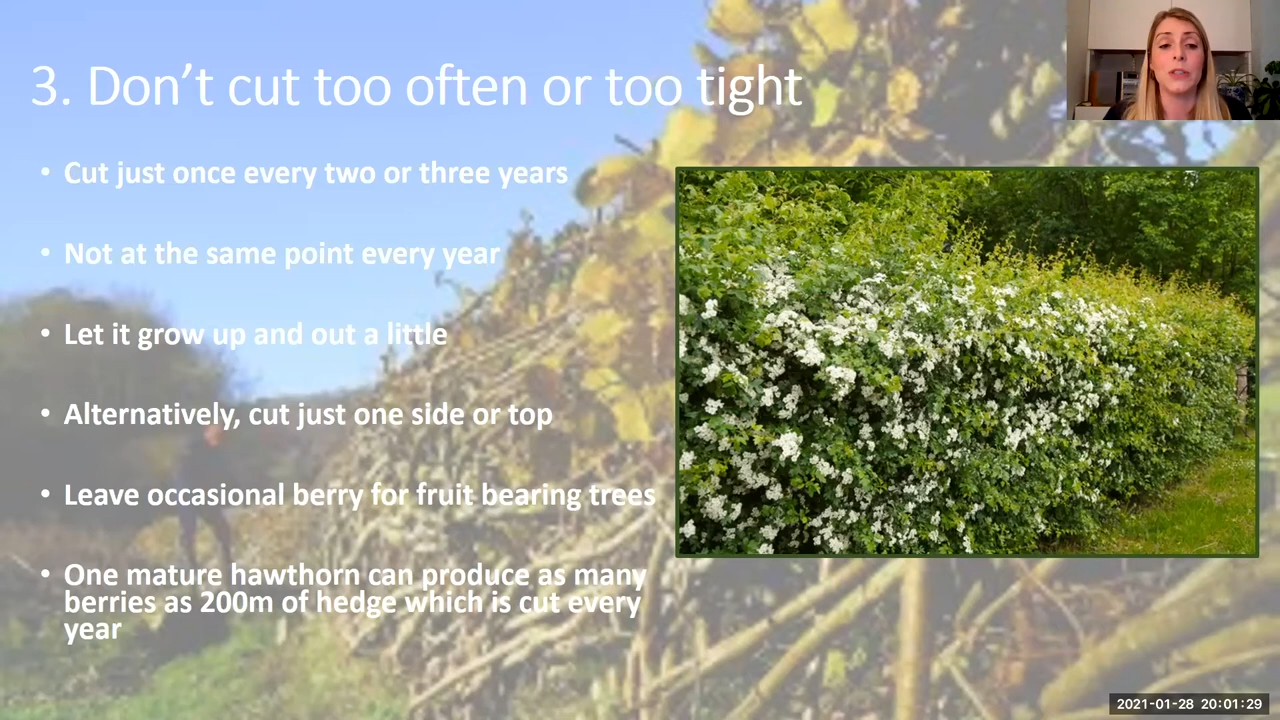 3. Don’t cut too often or too tight
• Cut just once every two or three years
• Not at the same point every year
• Let it grow up and out a little
• Alternatively, cut just one side or top
• Leave occasional berry for fruit bearing trees
• One mature hawthorn can produce as many
berries as 200m of hedge which is cut every
year
2021-01-28 20:01:29